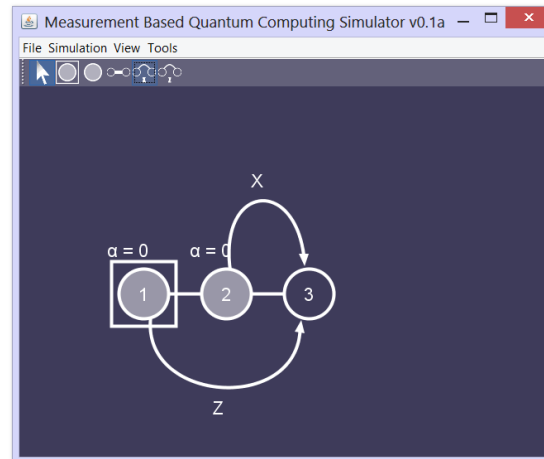 Measurement Based Quantum Computing Simulator v0.1a
File Simulation View Tools
X
α = 0 α = 0
1 2 3
Z